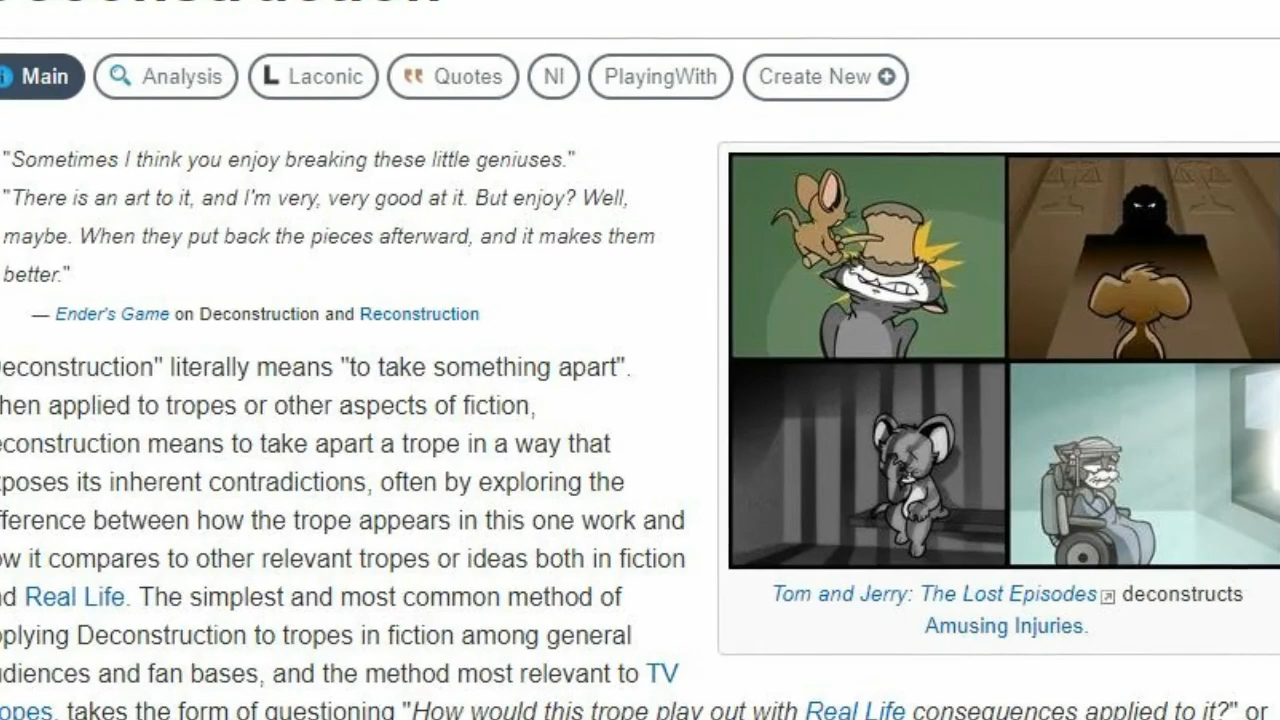 Main Analysis Laconic Quotes NI PlayingWith Create New
"Sometimes I think you enjoy breaking these little geniuses."
"There is an art to it, and I'm very, very good at it. But enjoy? Well,
maybe. When they put back the pieces afterward, and it makes them
better."
— Ender's Game on Deconstruction and Reconstruction
econstruction" literally means "to take something apart".
hen applied to tropes or other aspects of fiction,
econstruction means to take apart a trope in a way that
xposes its inherent contradictions, often by exploring the
fference between how the trope appears in this one work and
ow it compares to other relevant tropes or ideas both in fiction
nd Real Life. The simplest and most common method of
pplying Deconstruction to tropes in fiction among general
udiences and fan bases, and the method most relevant to TV
opes, takes the form of questioning "How would this trope play out with Real Life consequences applied to it?" or
Tom and Jerry: The Lost Episodes deconstructs
Amusing Injuries.